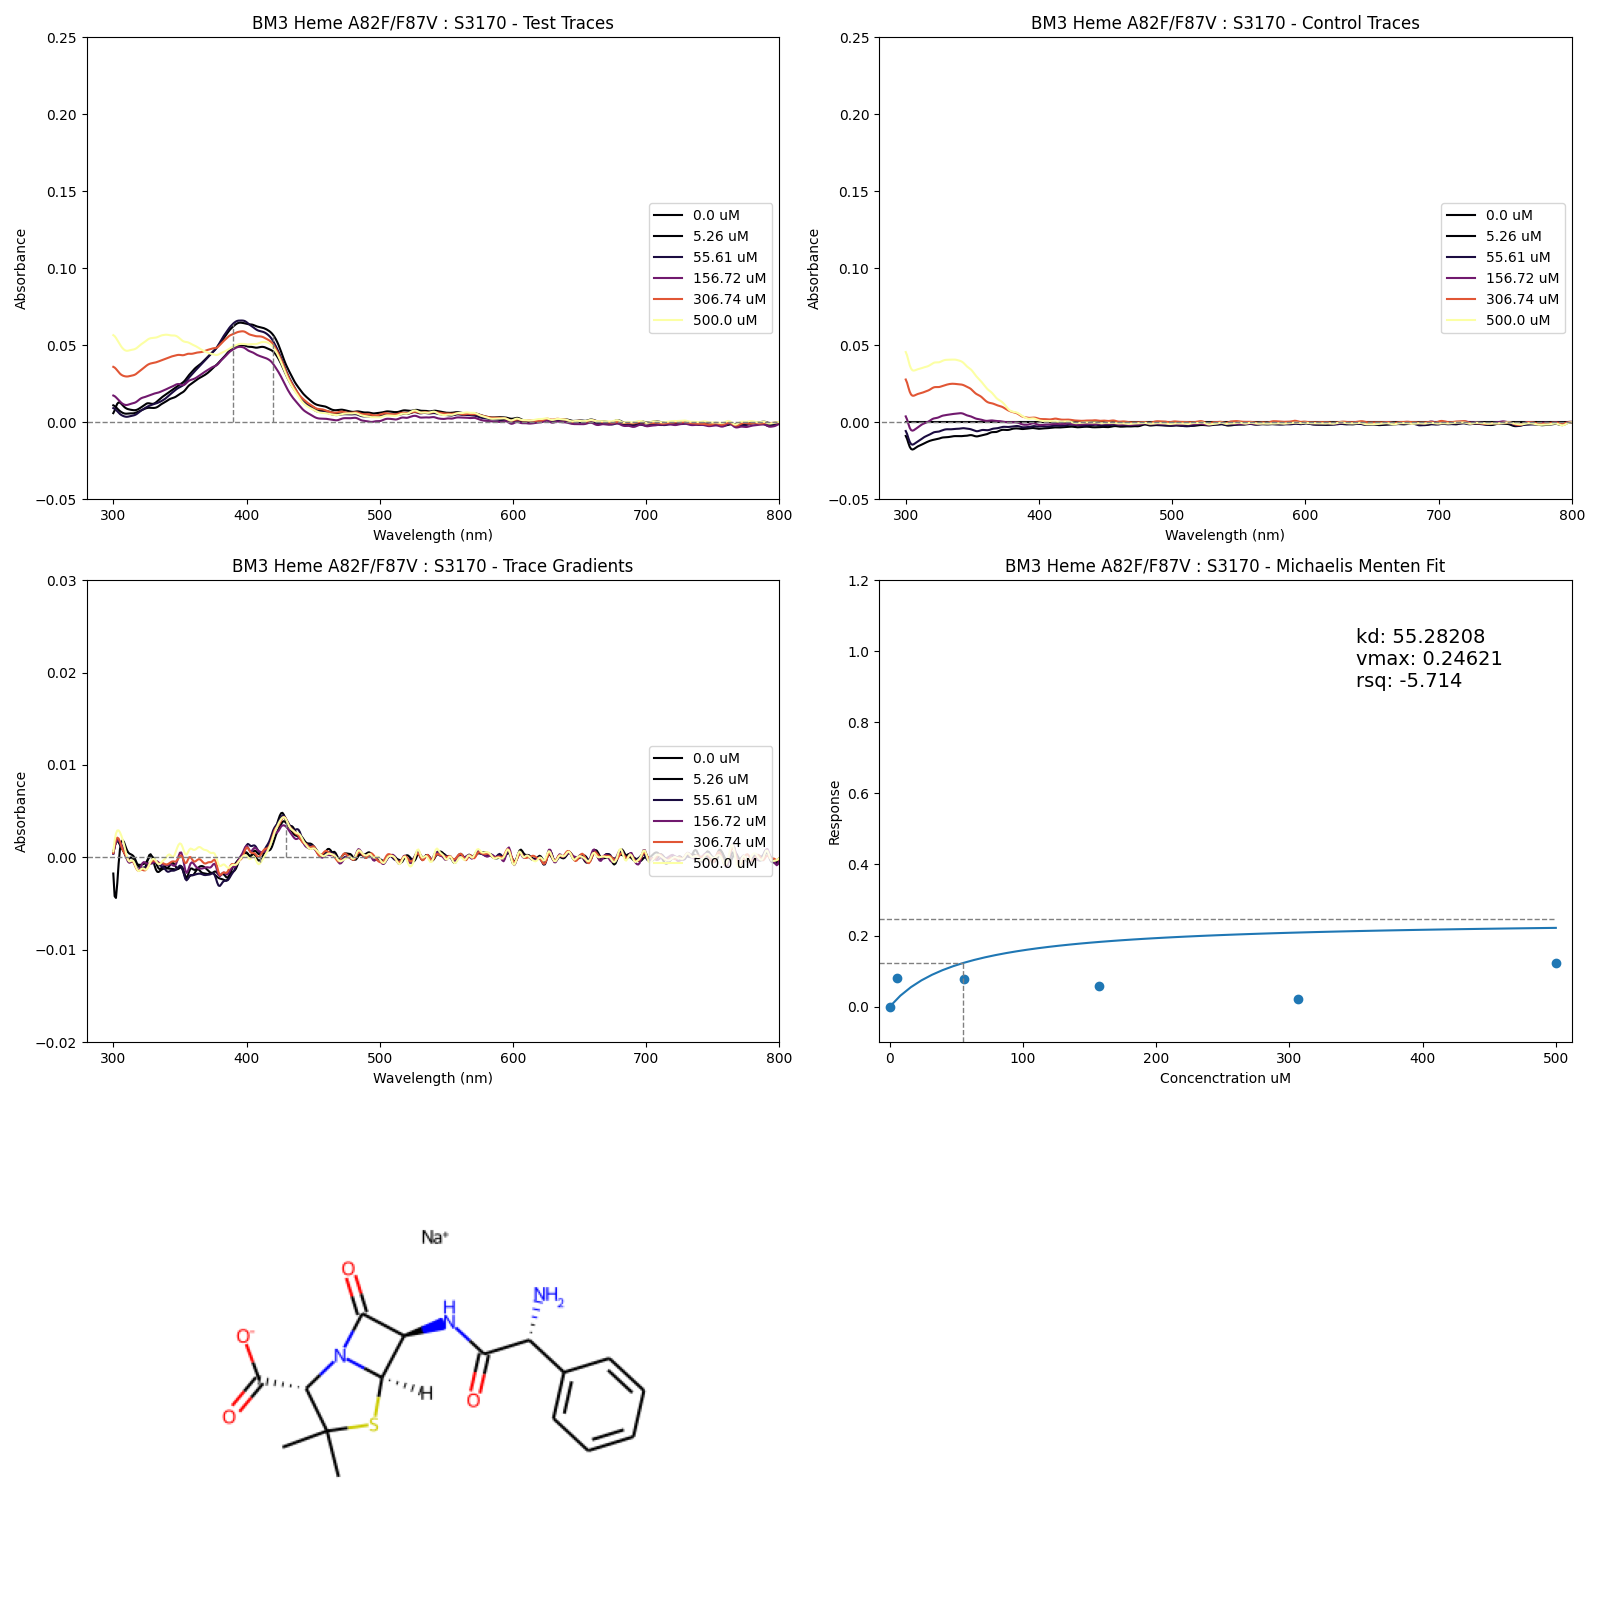 BM3 Heme A82F/F87V : S3170 - Test Traces
0.25
0.20
0.15
0.10
0.05
0.00
−0.05
Absorbance
300 400 500 600 700 800
Wavelength (nm)
0.0 uM
5.26 uM
55.61 uM
156.72 uM
306.74 uM
500.0 uM
BM3 Heme A82F/F87V : S3170 - Control Traces
0.25
0.20
0.15
0.10
0.05
0.00
−0.05
Absorbance
300 400 500 600 700 800
Wavelength (nm)
0.0 uM
5.26 uM
55.61 uM
156.72 uM
306.74 uM
500.0 uM
BM3 Heme A82F/F87V : S3170 - Trace Gradients
0.03
0.02
0.01
0.00
−0.01
−0.02
Absorbance
300 400 500 600 700 800
Wavelength (nm)
0.0 uM
5.26 uM
55.61 uM
156.72 uM
306.74 uM
500.0 uM
BM3 Heme A82F/F87V : S3170 - Michaelis Menten Fit
1.2
1.0
0.8
0.6
0.4
0.2
0.0
Response
kd: 55.28208
vmax: 0.24621
rsq: -5.714
0 100 200 300 400 500
Concenctration uM
Na+
O
NH2
H
N
O-
N
H
O
O
S